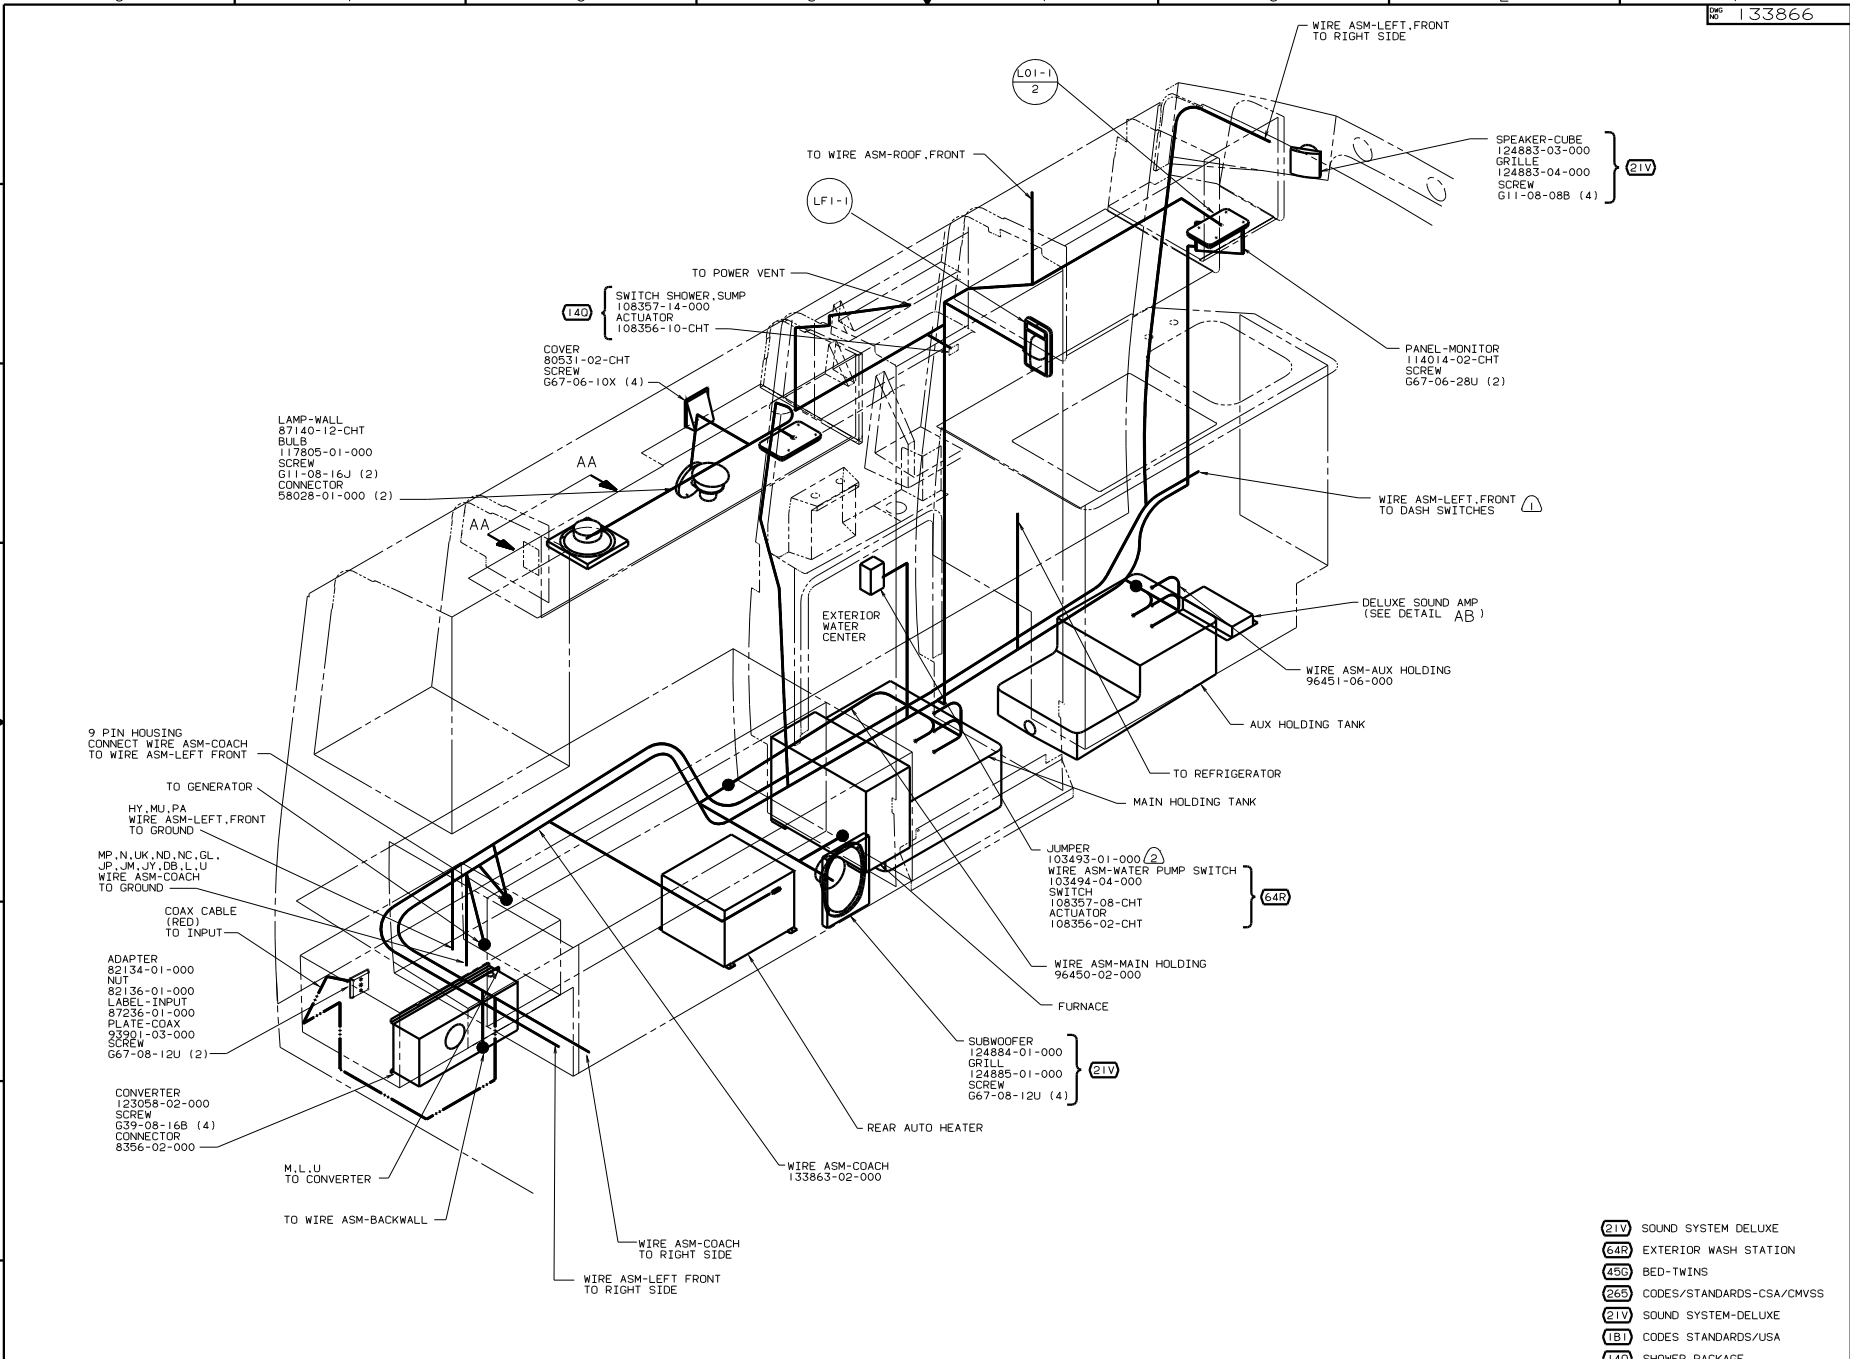 DWG
NO 133866
WIRE ASM-LEFT,FRONT
TO RIGHT SIDE
L01-1
2
SPEAKER-CUBE
124883-03-000
GRILLE
124883-04-000
SCREW
G11-08-08B (4)
21V
TO WIRE ASM-ROOF,FRONT
LF1-1
TO POWER VENT
14Q
SWITCH SHOWER,SUMP
108357-14-000
ACTUATOR
108356-10-CHT
COVER
80531-02-CHT
SCREW
G67-06-10X (4)
PANEL-MONITOR
114014-02-CHT
SCREW
G67-06-28U (2)
LAMP-WALL
87140-12-CHT
BULB
117805-01-000
SCREW
G11-08-16J (2)
CONNECTOR
58028-01-000 (2)
AA
AA
WIRE ASM-LEFT,FRONT 1
TO DASH SWITCHES
EXTERIOR
WATER
CENTER
DELUXE SOUND AMP
(SEE DETAIL AB)
WIRE ASM-AUX HOLDING
96451-06-000
AUX HOLDING TANK
9 PIN HOUSING
CONNECT WIRE ASM-COACH
TO WIRE ASM-LEFT FRONT
TO REFRIGERATOR
TO GENERATOR
MAIN HOLDING TANK
HY,MU,PA
WIRE ASM-LEFT,FRONT
TO GROUND
MP,N,UK,ND,NC,GL,
JP,JM,JY,DB,L,U
WIRE ASM-COACH
TO GROUND
JUMPER
103493-01-000 2
WIRE ASM-WATER PUMP SWITCH
103494-04-000
SWITCH
108357-08-CHT
ACTUATOR
108356-02-CHT
64R
COAX CABLE
(RED)
TO INPUT
ADAPTER
82134-01-000
NUT
82136-01-000
LABEL-INPUT
87236-01-000
PLATE-COAX
93901-03-000
SCREW
G67-08-12U (2)
WIRE ASM-MAIN HOLDING
96450-02-000
FURNACE
SUBWOOFER
124884-01-000
GRILL
124885-01-000
SCREW
G67-08-12U (4)
21V
CONVERTER
123058-02-000
SCREW
G39-08-16B (4)
CONNECTOR
8356-02-000
REAR AUTO HEATER
M,L,U
TO CONVERTER
WIRE ASM-COACH
133863-02-000
TO WIRE ASM-BACKWALL
WIRE ASM-COACH
TO RIGHT SIDE
WIRE ASM-LEFT FRONT
TO RIGHT SIDE
21V SOUND SYSTEM DELUXE
64R EXTERIOR WASH STATION
45G BED-TWINS
265 CODES/STANDARDS-CSA/CMVSS
21V SOUND SYSTEM-DELUXE
1B1 CODES STANDARDS/USA
14Q SHOWER PACKAGE